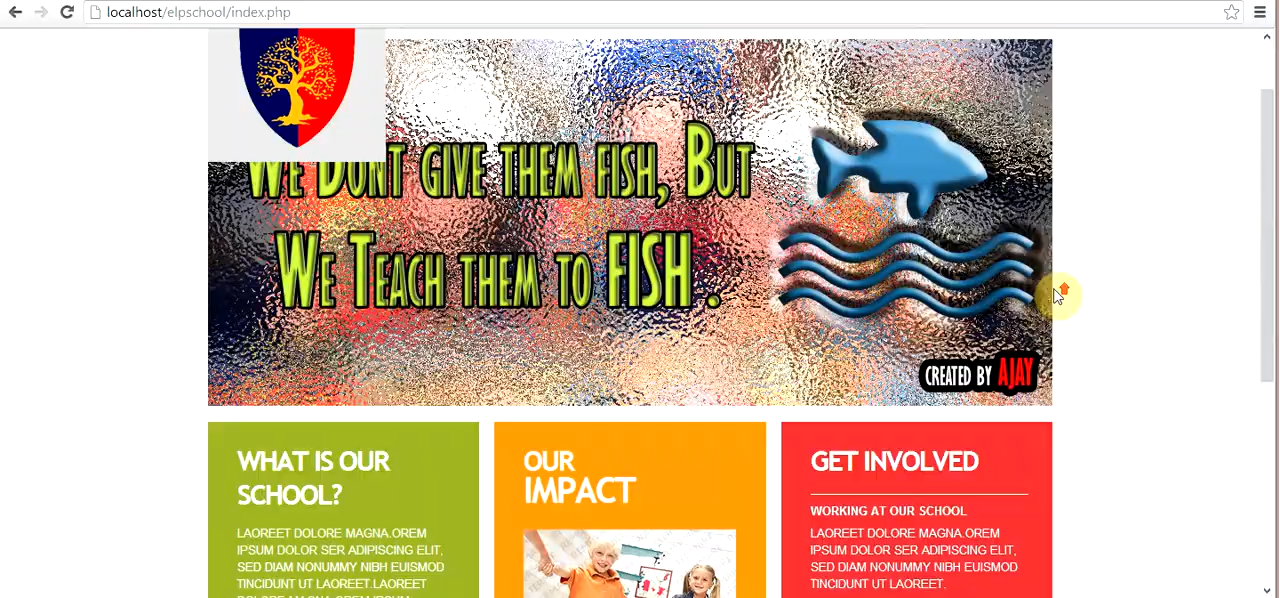 localhost/elpschool/index.php
We Dont give them fish, But
We Teach them to FISH .
CREATED BY AJAY
WHAT IS OUR
SCHOOL?
LAOREET DOLORE MAGNA.OREM
IPSUM DOLOR SER ADIPISCING ELIT,
SED DIAM NONUMMY NIBH EUISMOD
TINCIDUNT UT LAOREET.LAOREET
OUR
IMPACT
GET INVOLVED
WORKING AT OUR SCHOOL
LAOREET DOLORE MAGNA.OREM
IPSUM DOLOR SER ADIPISCING ELIT,
SED DIAM NONUMMY NIBH EUISMOD
TINCIDUNT UT LAOREET.